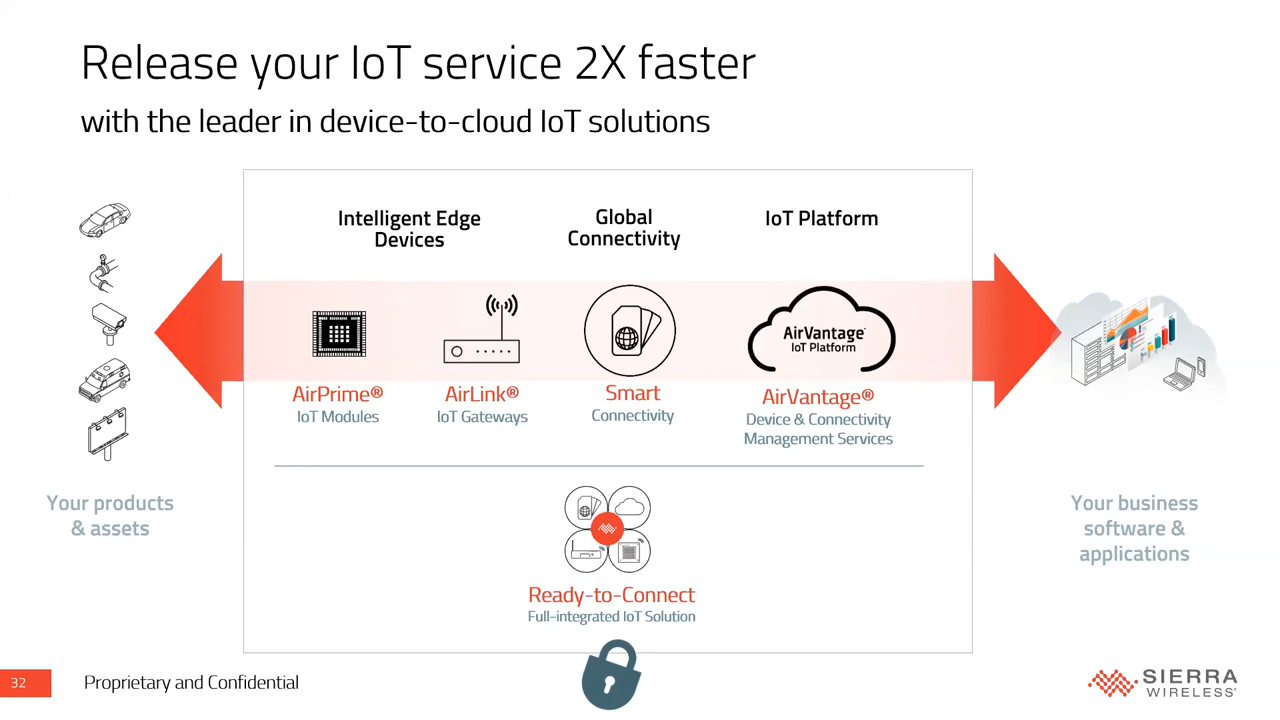 Release your IoT service 2X faster
with the leader in device-to-cloud IoT solutions
Intelligent Edge
Devices
Global
Connectivity
IoT Platform
AirVantage®
IoT Platform
AirPrime®
IoT Modules
AirLink®
IoT Gateways
Smart
Connectivity
AirVantage®
Device & Connectivity
Management Services
Your products
& assets
Your business
software &
applications
Ready-to-Connect
Full-integrated IoT Solution
32
Proprietary and Confidential
SIERRA
WIRELESS®